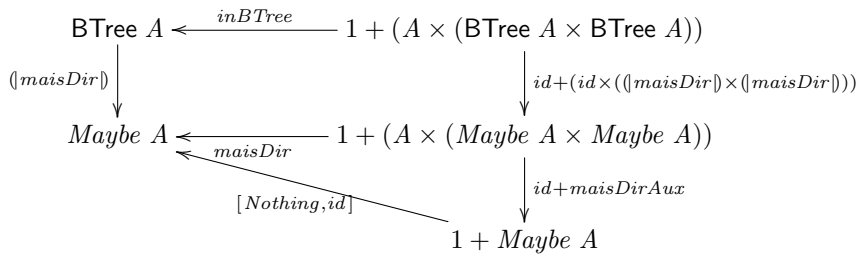 BTree A inBTree 1 + (A × (BTree A × BTree A))
(|maisDir|) id+(id×((|maisDir|)×(|maisDir|)))
Maybe A maisDir 1 + (A × (Maybe A × Maybe A))
id+maisDirAux
[Nothing,id]
1 + Maybe A